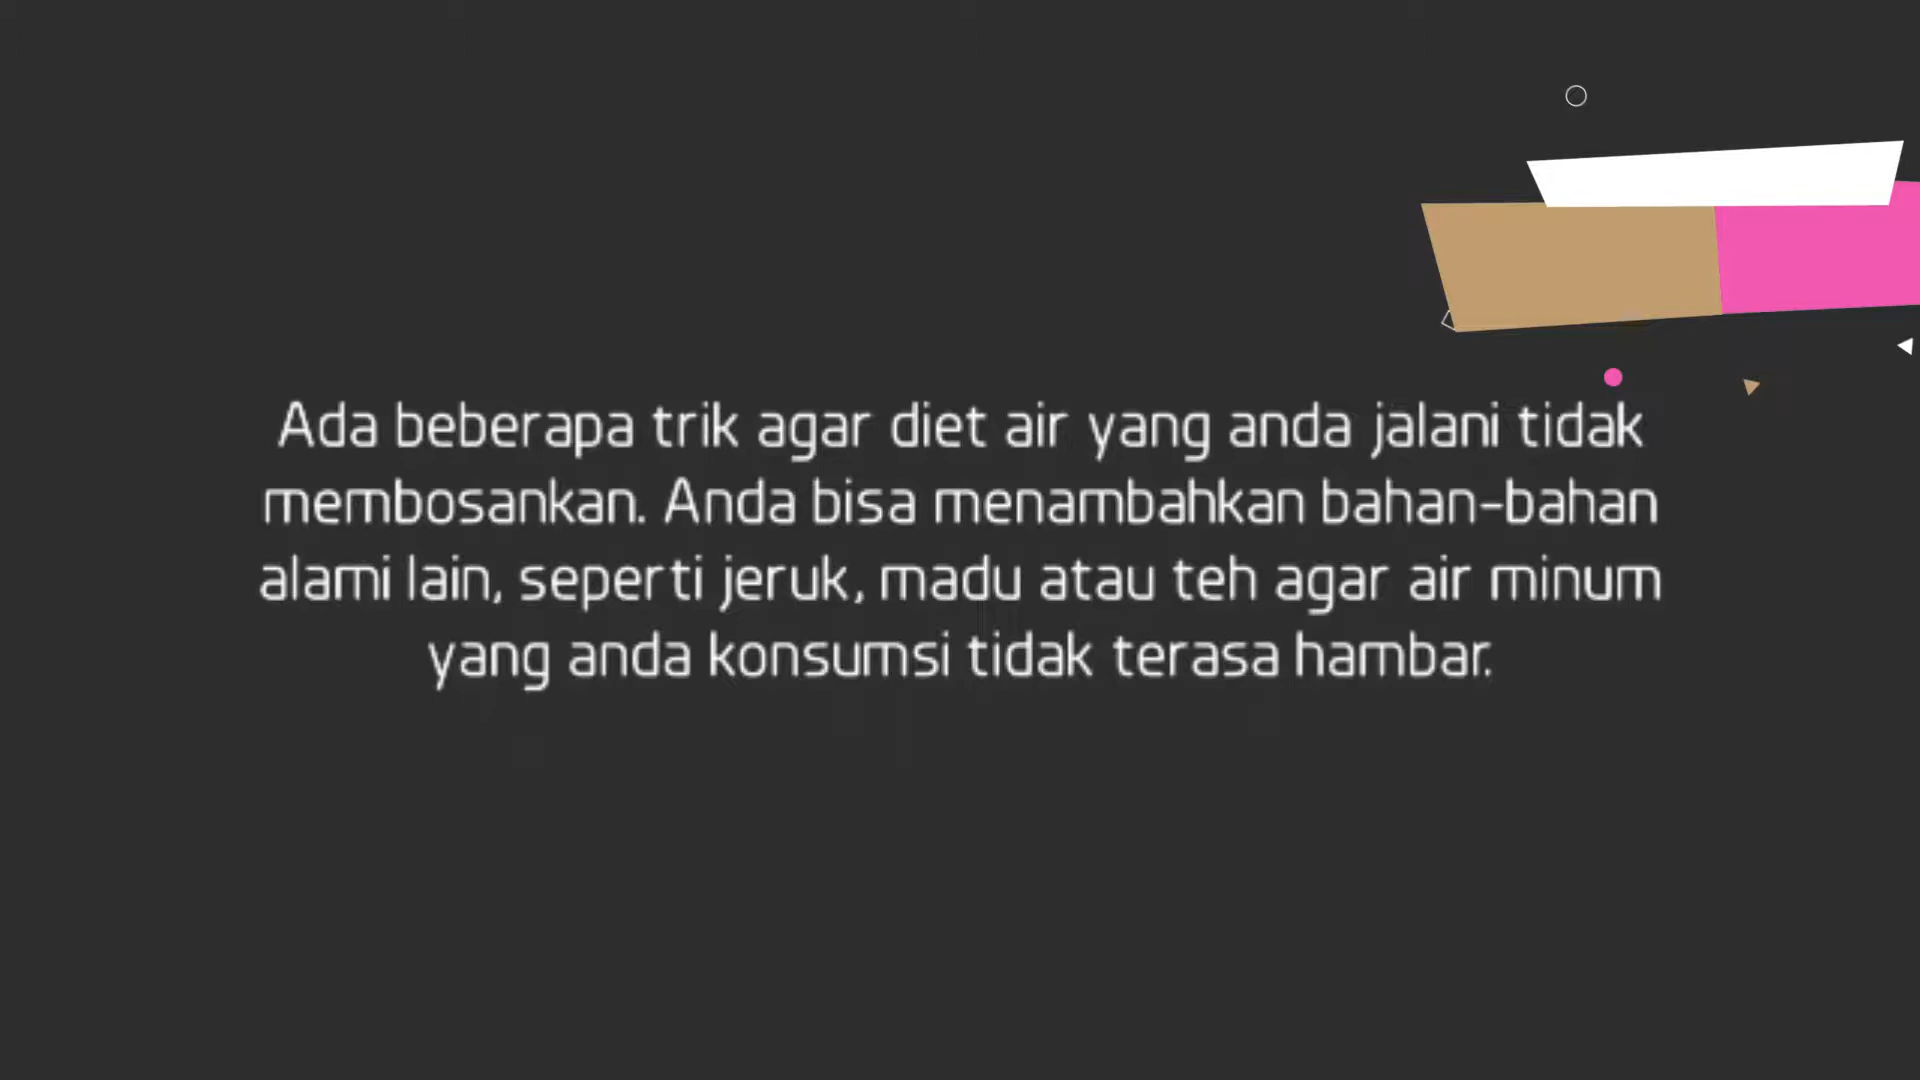 Ada beberapa trik agar diet air yang anda jalani tidak
membosankan. Anda bisa menambahkan bahan-bahan
alami lain, seperti jeruk, madu atau teh agar air minum
yang anda konsumsi tidak terasa hambar.